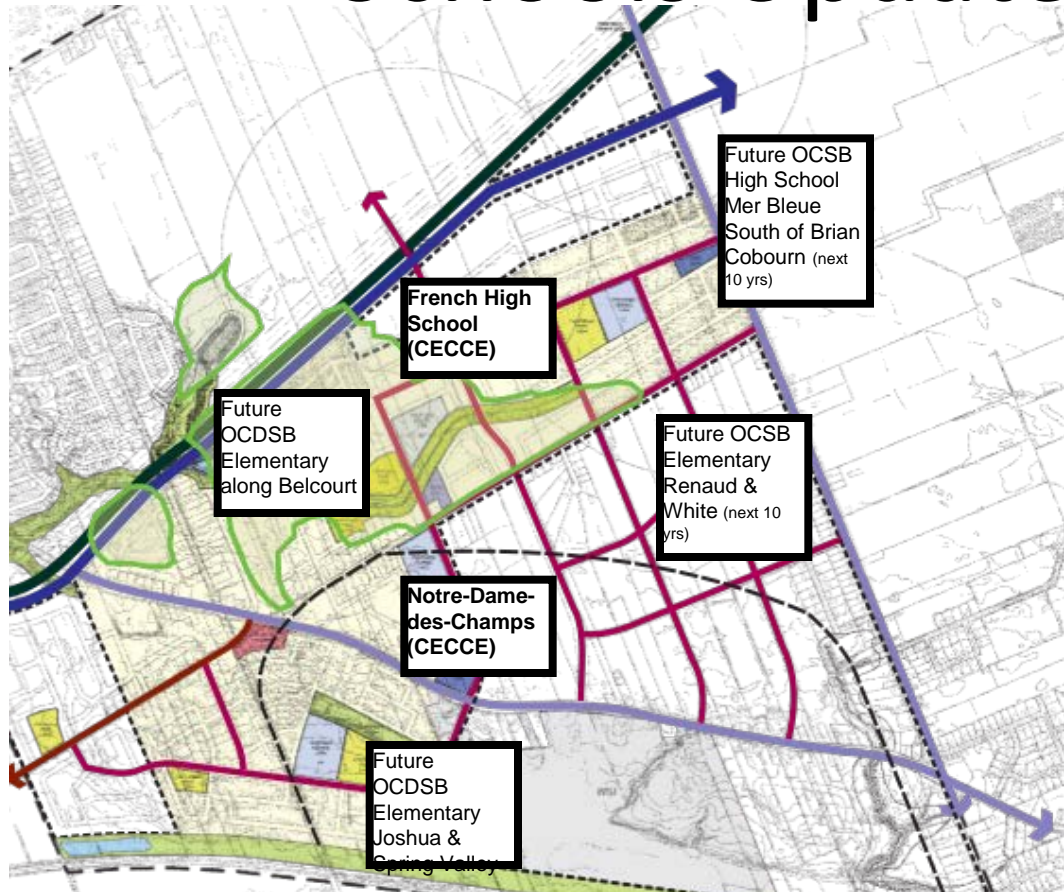 Schools Update
Future OCSB
High School
Mer Bleue
South of Brian
Cobourn (next
10 yrs)
French High
School
(CECCE)
Future
OCDSB
Elementary
along Belcourt
Future OCSB
Elementary
Renaud &
White (next 10
yrs)
Notre-Dame-
des-Champs
(CECCE)
Future
OCDSB
Elementary
Joshua &
Spring Valley